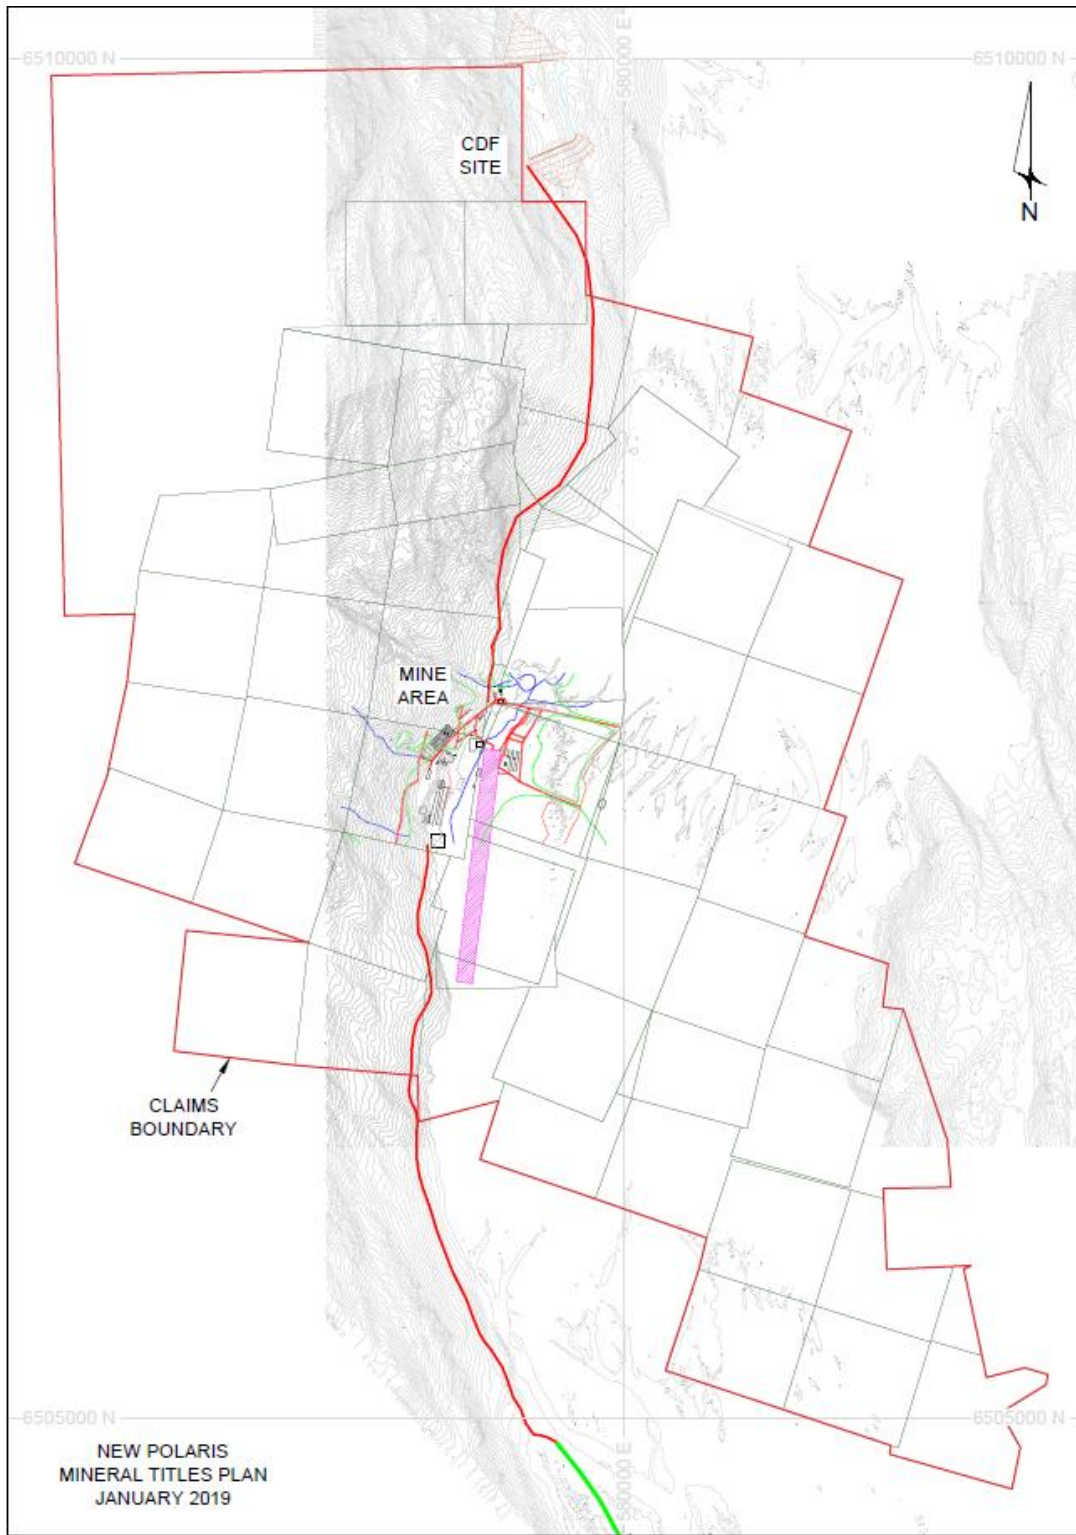 6510000 N
580000 E
6510000 N
CDF
SITE
N
MINE
AREA
CLAIMS
BOUNDARY
6505000 N
580000 E
6505000 N
NEW POLARIS
MINERAL TITLES PLAN
JANUARY 2019